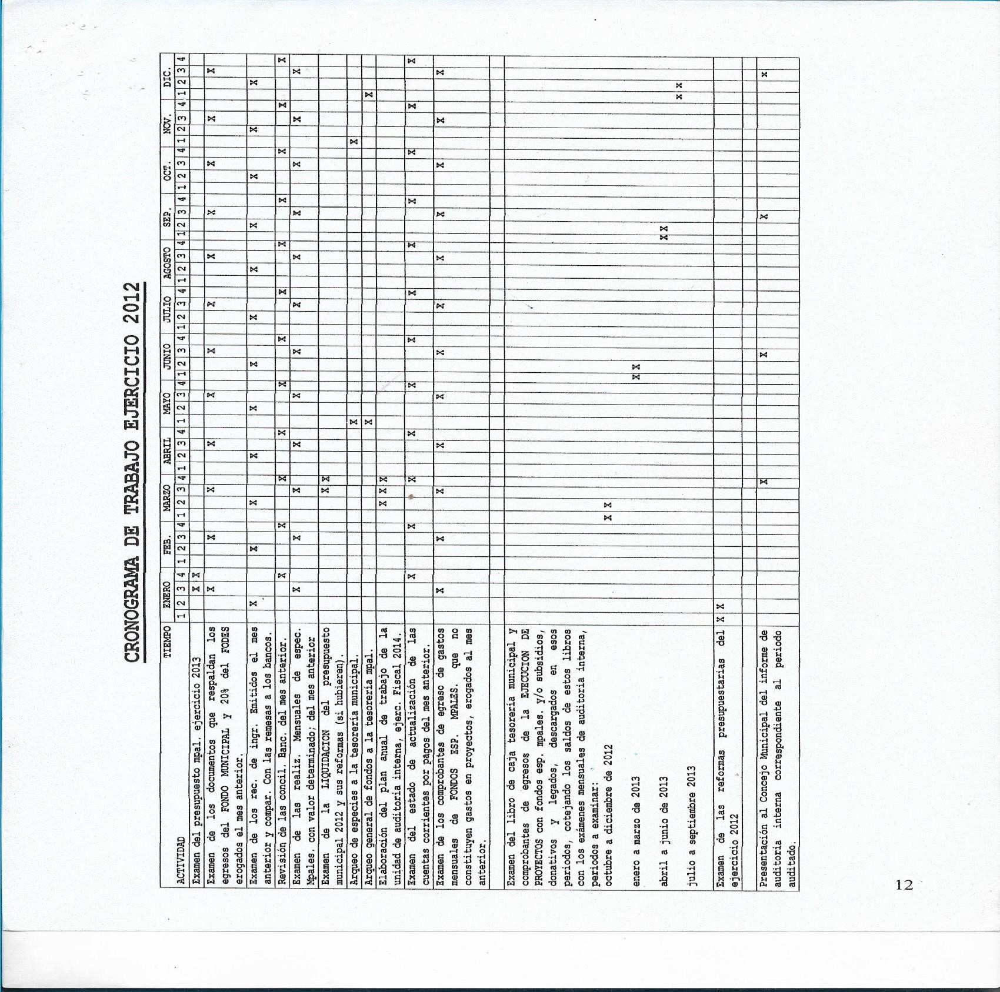 CRONOGRAMA DE TRABAJO EJERCICIO 2012
TIEMPO ENERO FEB. MARZO ABRIL MAYO JUNIO JULIO AGOSTO SEP. OCT. NOV. DIC.
ACTIVIDAD 1 2 3 4 1 2 3 4 1 2 3 4 1 2 3 4 1 2 3 4 1 2 3 4 1 2 3 4 1 2 3 4 1 2 3 4 1 2 3 4 1 2 3 4 1 2 3 4
Examen del presupuesto mpal. ejercicio 2013 X X
Examen de los documentos que respaldan los X X X X X X X X X X X X
egresos del FONDO MUNICIPAL y 20% del FODES
erogados el mes anterior.
Examen de los rec. de ingr. Emitidos el mes X X X X X X X X X X X X
anterior y compar. Con las remesas a los bancos.
Revisión de las concil. Banc. del mes anterior. X X X X X X X X X X X X
Examen de las realiz. Mensuales de espec. X X X X X X X X X X X X
Mpales. con valor determinado; del mes anterior
Examen de la LIQUIDACION del presupuesto X X
municipal 2012 y sus reformas (si hubieren).
Arqueo de especies a la tesorería municipal. X X
Arqueo general de fondos a la tesorería mpal. X X
Elaboración del plan anual de trabajo de la X X X
unidad de auditoria interna, ejerc. Fiscal 2014.
Examen del estado de actualización de las X X X X X X X X X X X X
cuentas corrientes por pagos del mes anterior.
Examen de los comprobantes de egreso de gastos X X X X X X X X X X X X
mensuales de FONDOS ESP. MPALES. que no
constituyen gastos en proyectos, erogados al mes
anterior.
Examen del libro de caja tesorería municipal y
comprobantes de egresos de la EJECUCION DE
PROYECTOS con fondos esp. mpales. y/o subsidios,
donativos y legados, descargados en esos
periodos, cotejando los saldos de estos libros
con los exámenes mensuales de auditoria interna,
periodos a examinar:
octubre a diciembre de 2012 X X
enero a marzo de 2013 X X
abril a junio de 2013 X X
X X
julio a septiembre 2013
Examen de las reformas presupuestarias del X X
ejercicio 2012
Presentación al Concejo Municipal del informe de X X X X
auditoria interna correspondiente al periodo
auditado.
12